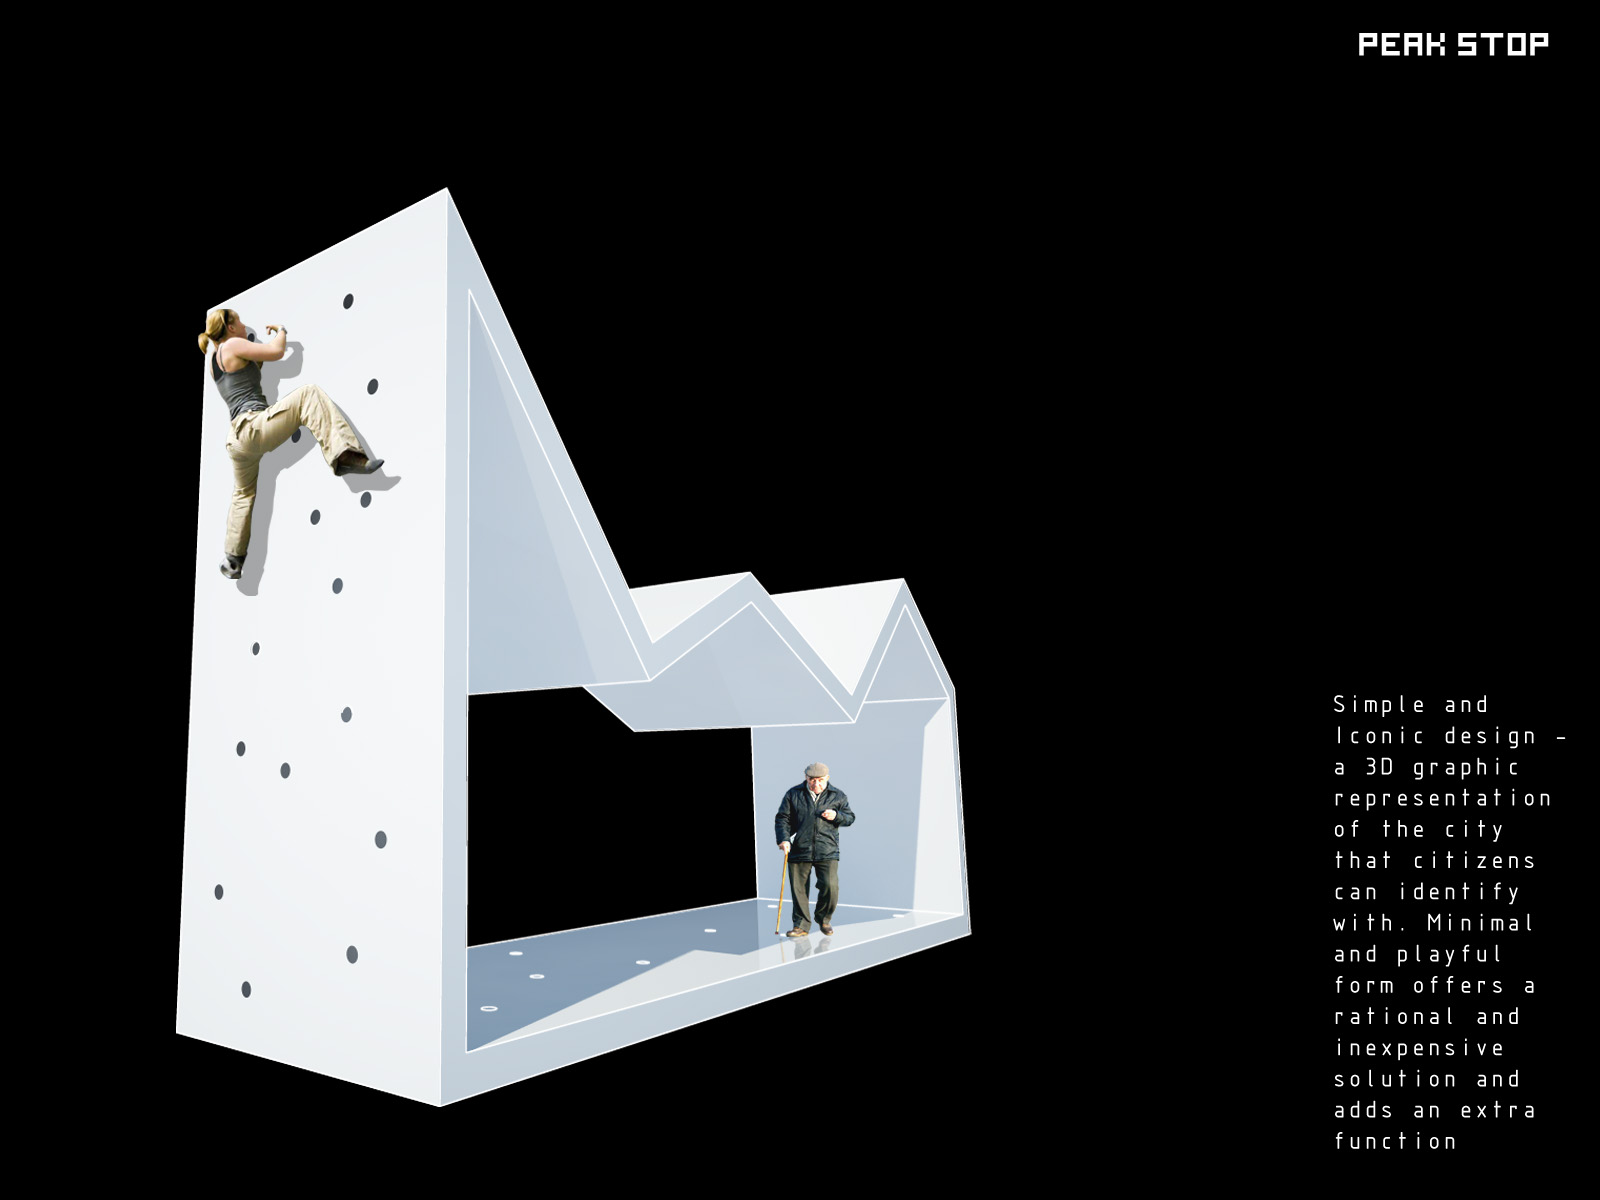 PEAK STOP
Simple and
Iconic design -
a 3D graphic
representation
of the city
that citizens
can identify
with. Minimal
and playful
form offers a
rational and
inexpensive
solution and
adds an extra
function